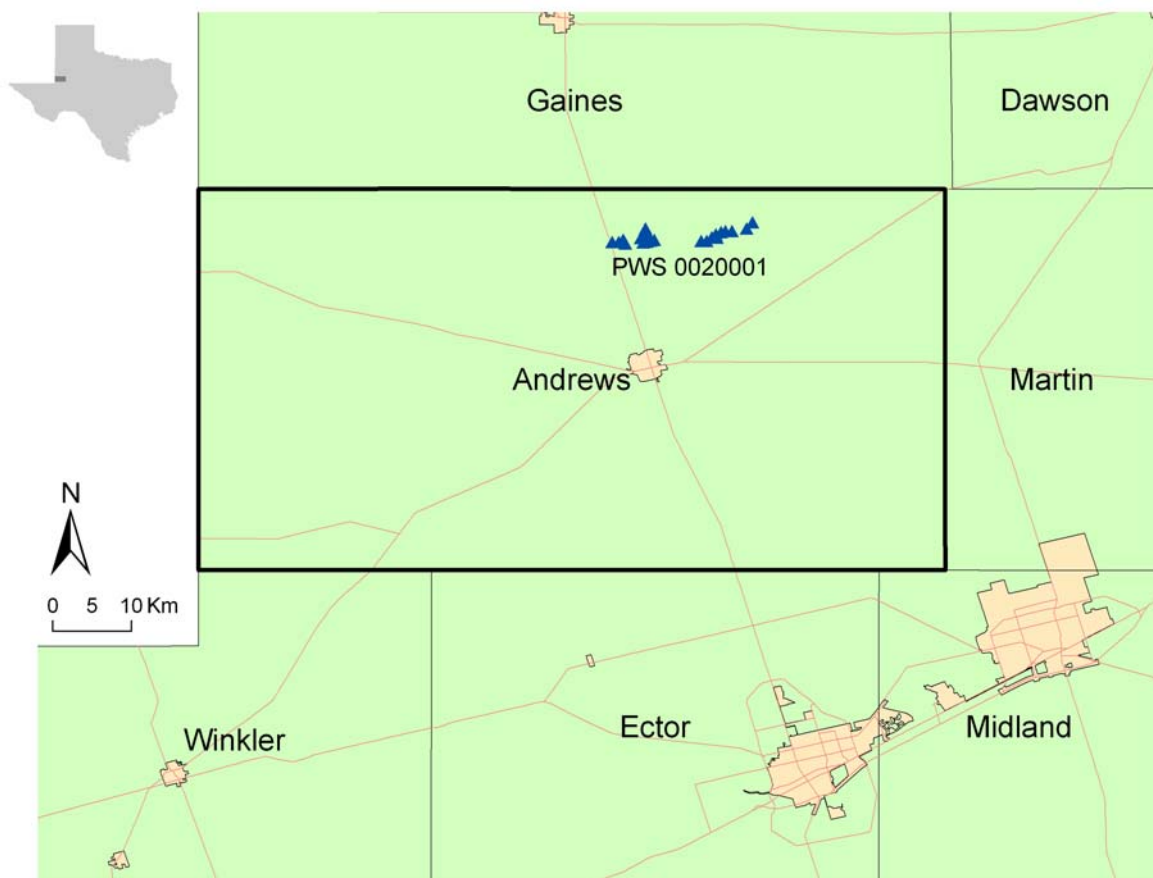 Gaines
Dawson
PWS 0020001
Andrews
Martin
N
0 5 10 Km
Ector
Midland
Winkler